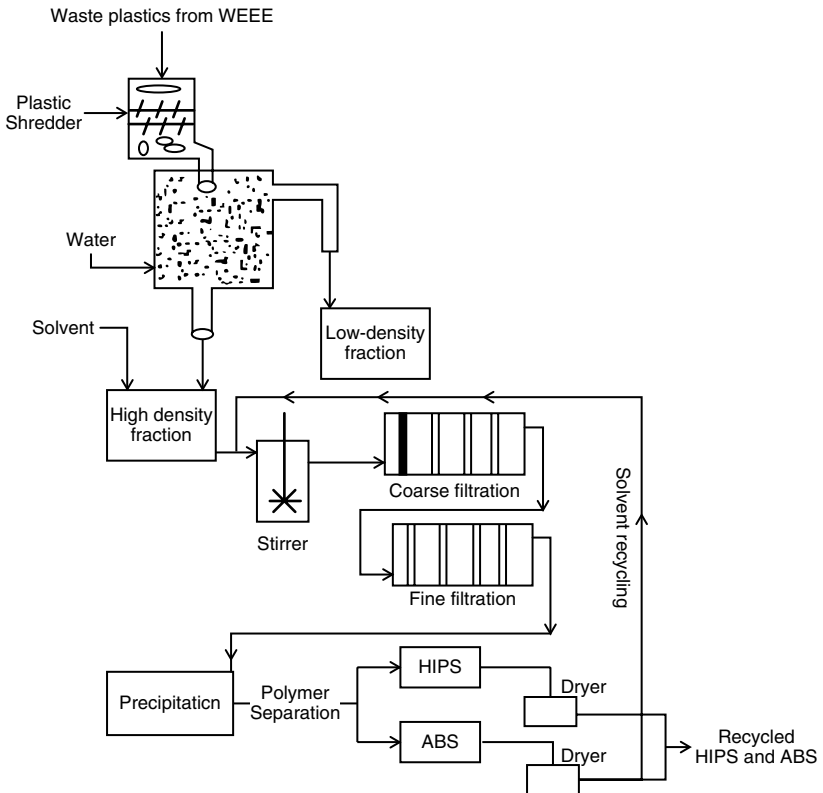 Waste plastics from WEEE
Plastic
Shredder
Water
Solvent
Low-density
fraction
High density
fraction
Coarse filtration
Stirrer
Solvent recycling
Fine filtration
Precipitation
Polymer
Separation
HIPS
Dryer
ABS
Dryer
Recycled
HIPS and ABS